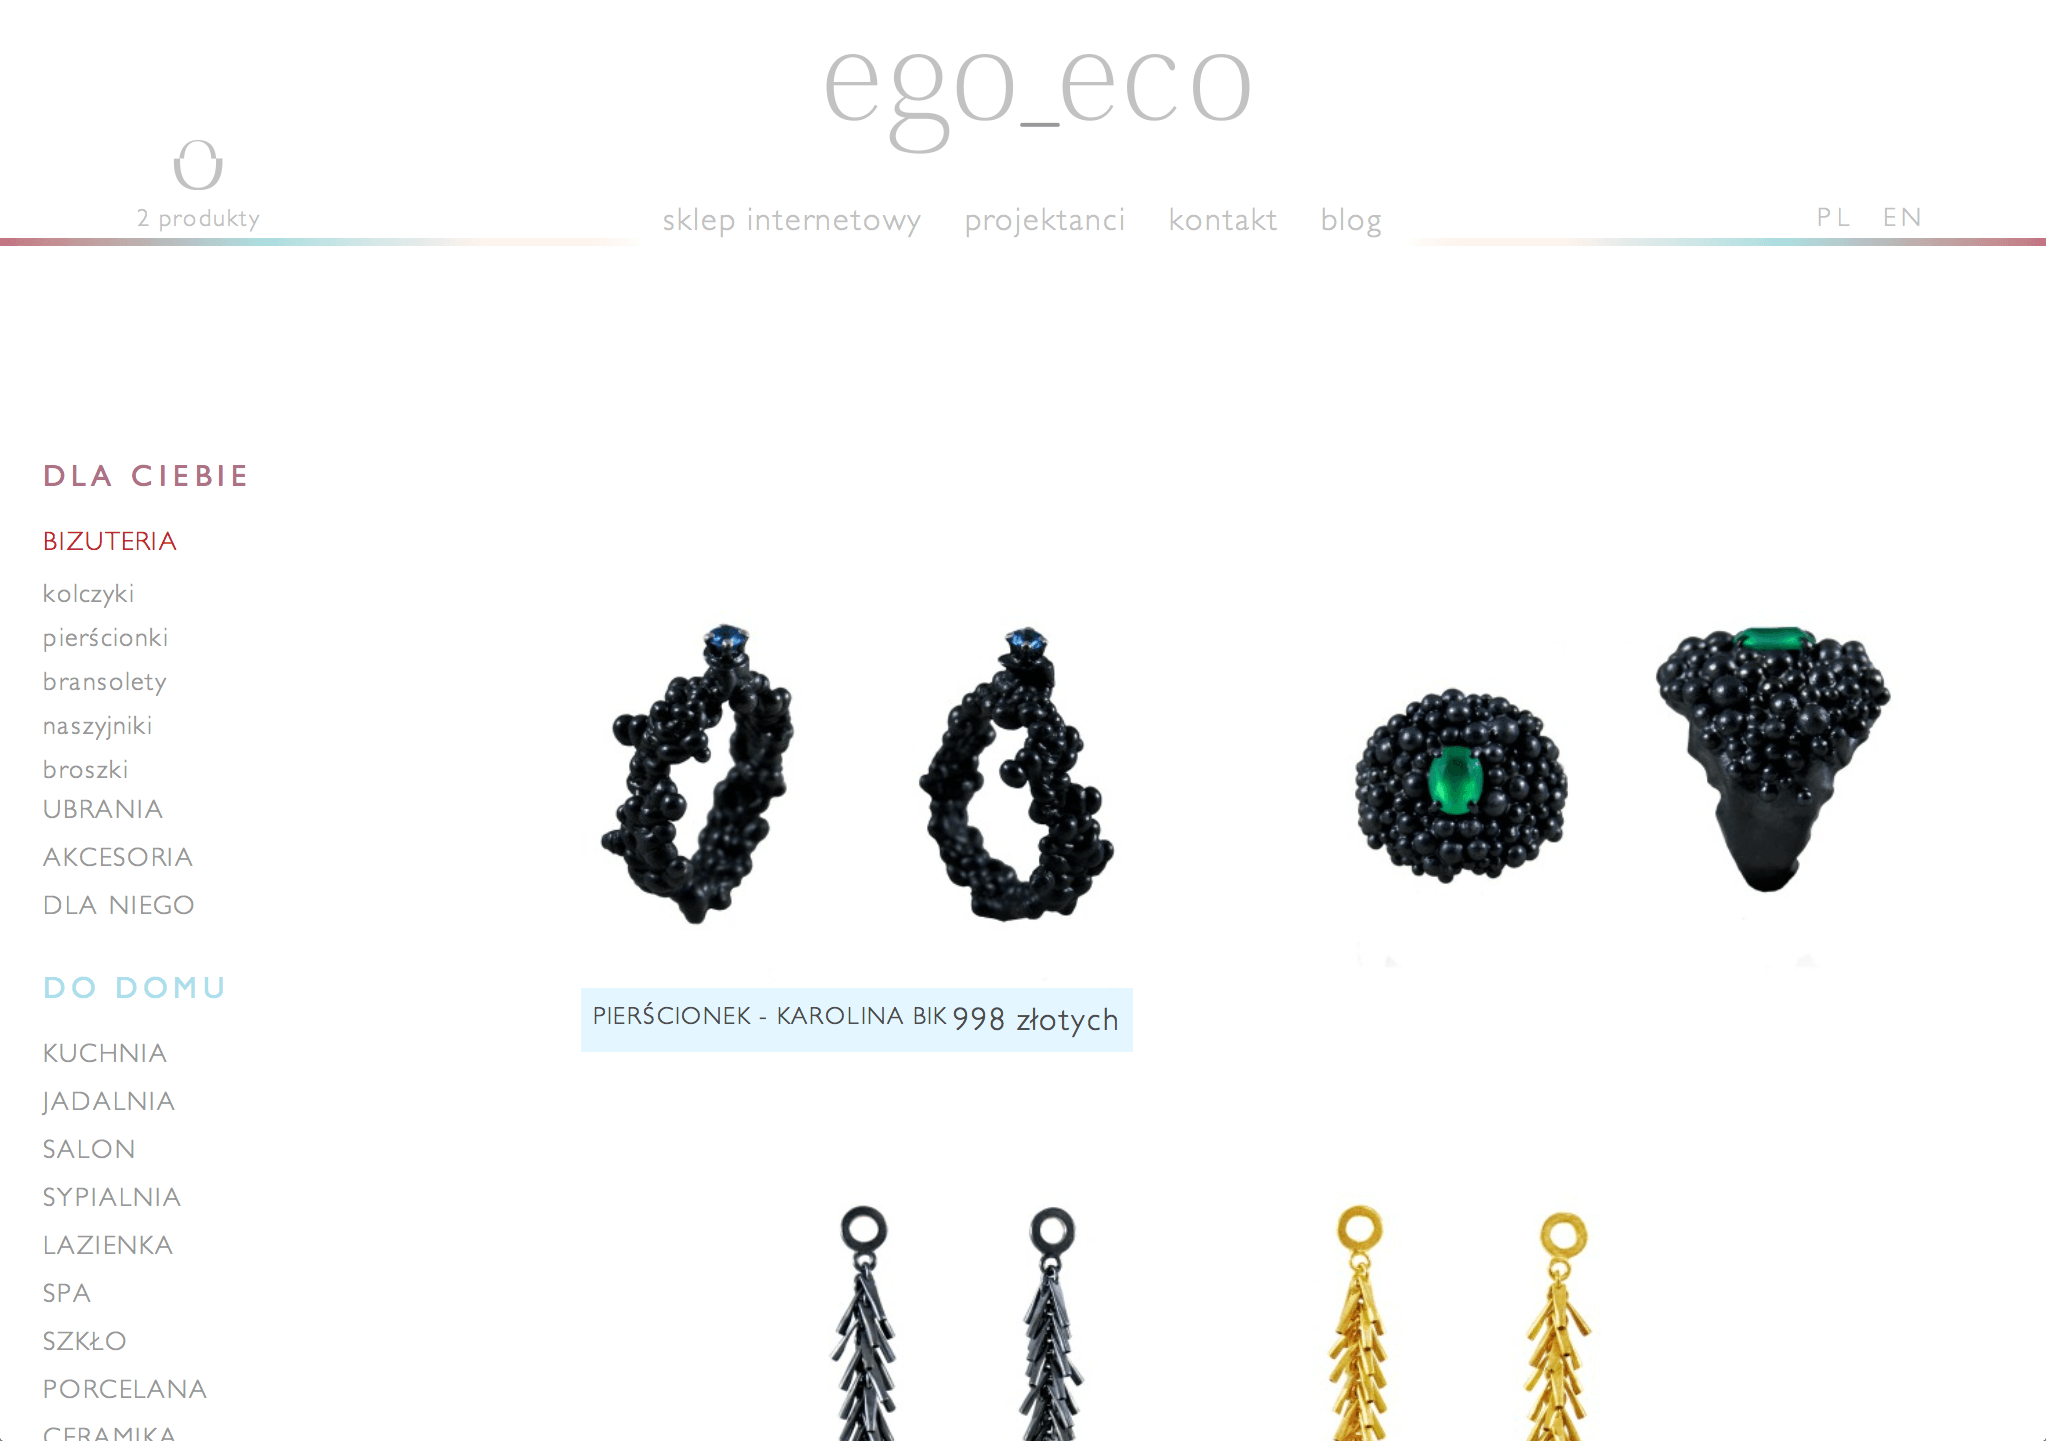 ego_eco
2 produkty
sklep internetowy projektanci kontakt blog
PL EN
DLA CIEBIE
BIZUTERIA
kolczyki
pierścionki
bransolety
naszyjniki
broszki
UBRANIA
AKCESORIA
DLA NIEGO
DO DOMU
KUCHNIA
JADALNIA
SALON
SYPIALNIA
LAZIENKA
SPA
SZKŁO
PORCELANA
CERAMIKA
PIERŚCIONEK - KAROLINA BIK 998 złotych